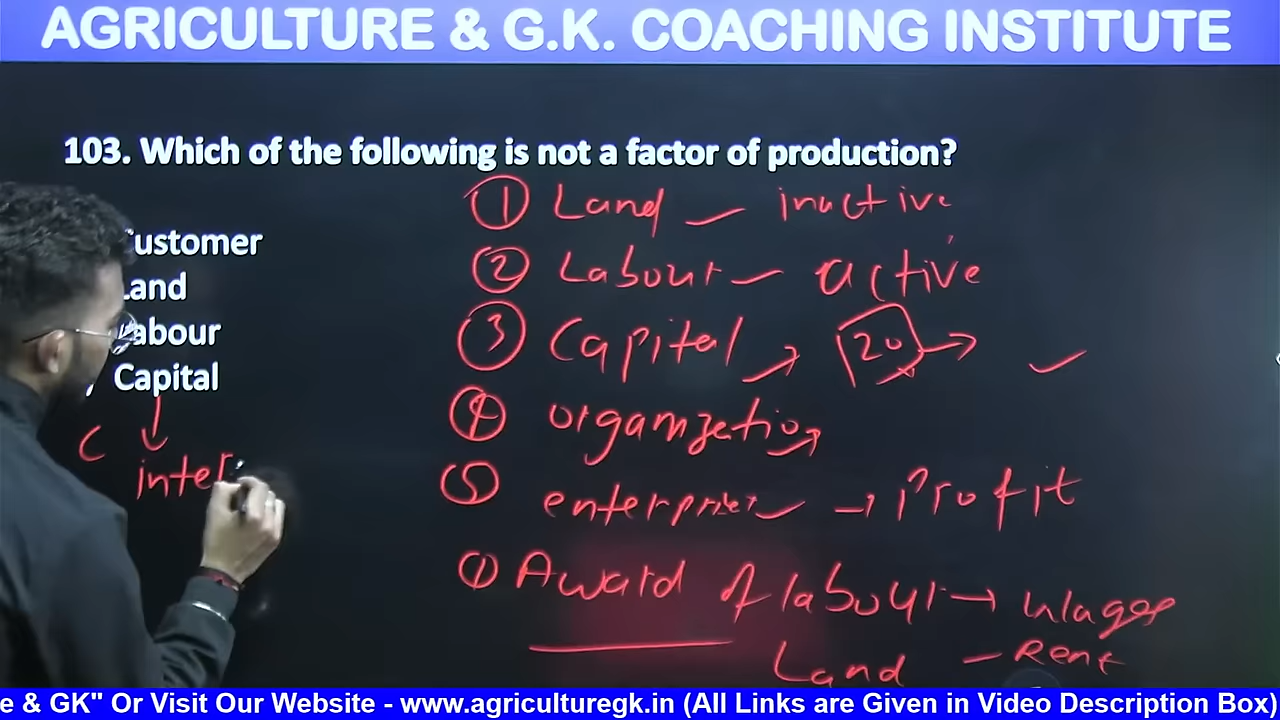 AGRICULTURE & G.K. COACHING INSTITUTE
103. Which of the following is not a factor of production?
① Land – inactive
ustomer
② Labour – active
and
abour
③ Capital → 20 →
Capital
④ organization
C inter
⑤ → Profit
① Award of labour → wages
Land – Rent
e & GK" Or Visit Our Website - www.agriculturegk.in (All Links are Given in Video Description Box)